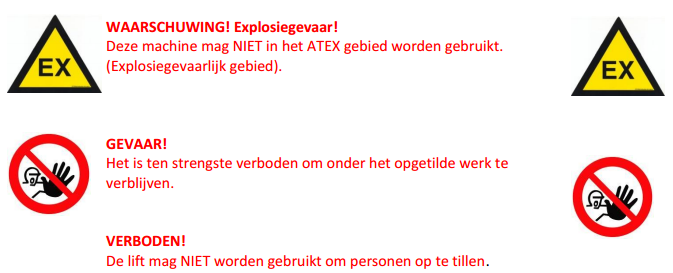 WAARSCHUWING! Explosiegevaar!
Deze machine mag NIET in het ATEX gebied worden gebruikt.
(Explosiegevaarlijk gebied).
EX
EX
GEVAAR!
Het is ten strengste verboden om onder het opgetilde werk te
verblijven.
VERBODEN!
De lift mag NIET worden gebruikt om personen op te tillen.